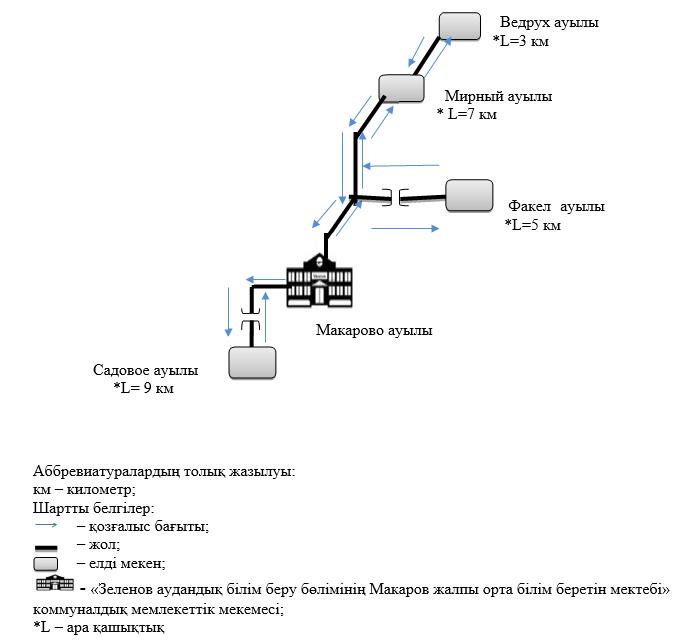 Ведрух ауылы
*L=3 км
Мирный ауылы
* L=7 км
Факел ауылы
*L=5 км
Макарово ауылы
Садовое ауылы
*L= 9 км
Аббревиатуралардың толық жазылуы:
км – километр;
Шартты белгілер:
– қозғалыс бағыты;
– жол;
– елді мекен;
- «Зеленов аудандық білім беру бөлімінің Макаров жалпы орта білім беретін мектебі»
коммуналдық мемлекеттік мекемесі;
*L – ара қашықтық